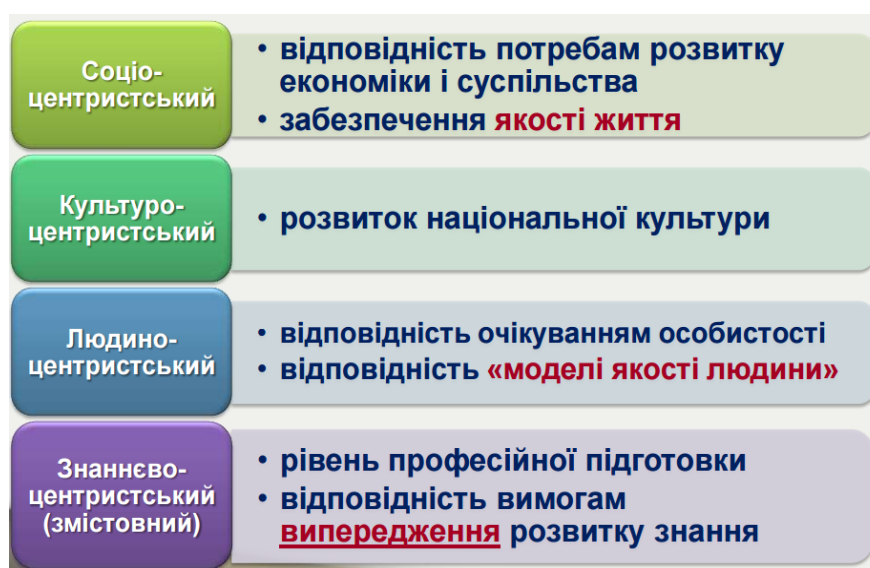 Соціо-
центристський
• відповідність потребам розвитку
економіки і суспільства
• забезпечення якості життя
Культуро-
центристський
• розвиток національної культури
Людино-
центристський
• відповідність очікуванням особистості
• відповідність «моделі якості людини»
Знаннєво-
центристський
(змістовний)
• рівень професійної підготовки
• відповідність вимогам
випередження розвитку знання